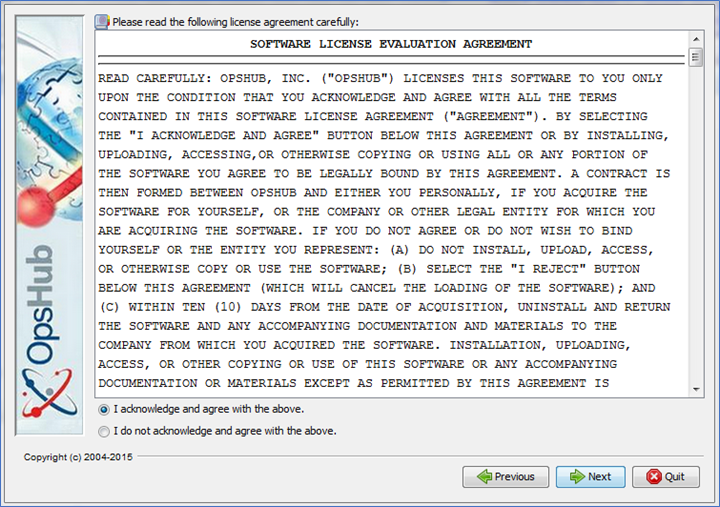 Please read the following license agreement carefully:
SOFTWARE LICENSE EVALUATION AGREEMENT
READ CAREFULLY: OPSHUB, INC. ("OPSHUB") LICENSES THIS SOFTWARE TO YOU ONLY
UPON THE CONDITION THAT YOU ACKNOWLEDGE AND AGREE WITH ALL THE TERMS
CONTAINED IN THIS SOFTWARE LICENSE AGREEMENT ("AGREEMENT"). BY SELECTING
THE "I ACKNOWLEDGE AND AGREE" BUTTON BELOW THIS AGREEMENT OR BY INSTALLING,
UPLOADING, ACCESSING,OR OTHERWISE COPYING OR USING ALL OR ANY PORTION OF
THE SOFTWARE YOU AGREE TO BE LEGALLY BOUND BY THIS AGREEMENT. A CONTRACT IS
THEN FORMED BETWEEN OPSHUB AND EITHER YOU PERSONALLY, IF YOU ACQUIRE THE
SOFTWARE FOR YOURSELF, OR THE COMPANY OR OTHER LEGAL ENTITY FOR WHICH YOU
ARE ACQUIRING THE SOFTWARE. IF YOU DO NOT AGREE OR DO NOT WISH TO BIND
YOURSELF OR THE ENTITY YOU REPRESENT: (A) DO NOT INSTALL, UPLOAD, ACCESS,
OR OTHERWISE COPY OR USE THE SOFTWARE; (B) SELECT THE "I REJECT" BUTTON
BELOW THIS AGREEMENT (WHICH WILL CANCEL THE LOADING OF THE SOFTWARE); AND
(C) WITHIN TEN (10) DAYS FROM THE DATE OF ACQUISITION, UNINSTALL AND RETURN
THE SOFTWARE AND ANY ACCOMPANYING DOCUMENTATION AND MATERIALS TO THE
COMPANY FROM WHICH YOU ACQUIRED THE SOFTWARE. INSTALLATION, UPLOADING,
ACCESS, OR OTHER COPYING OR USE OF THIS SOFTWARE OR ANY ACCOMPANYING
DOCUMENTATION OR MATERIALS EXCEPT AS PERMITTED BY THIS AGREEMENT IS
OpsHub
I acknowledge and agree with the above.
I do not acknowledge and agree with the above.
Copyright (c) 2004-2015
Previous
Next
Quit